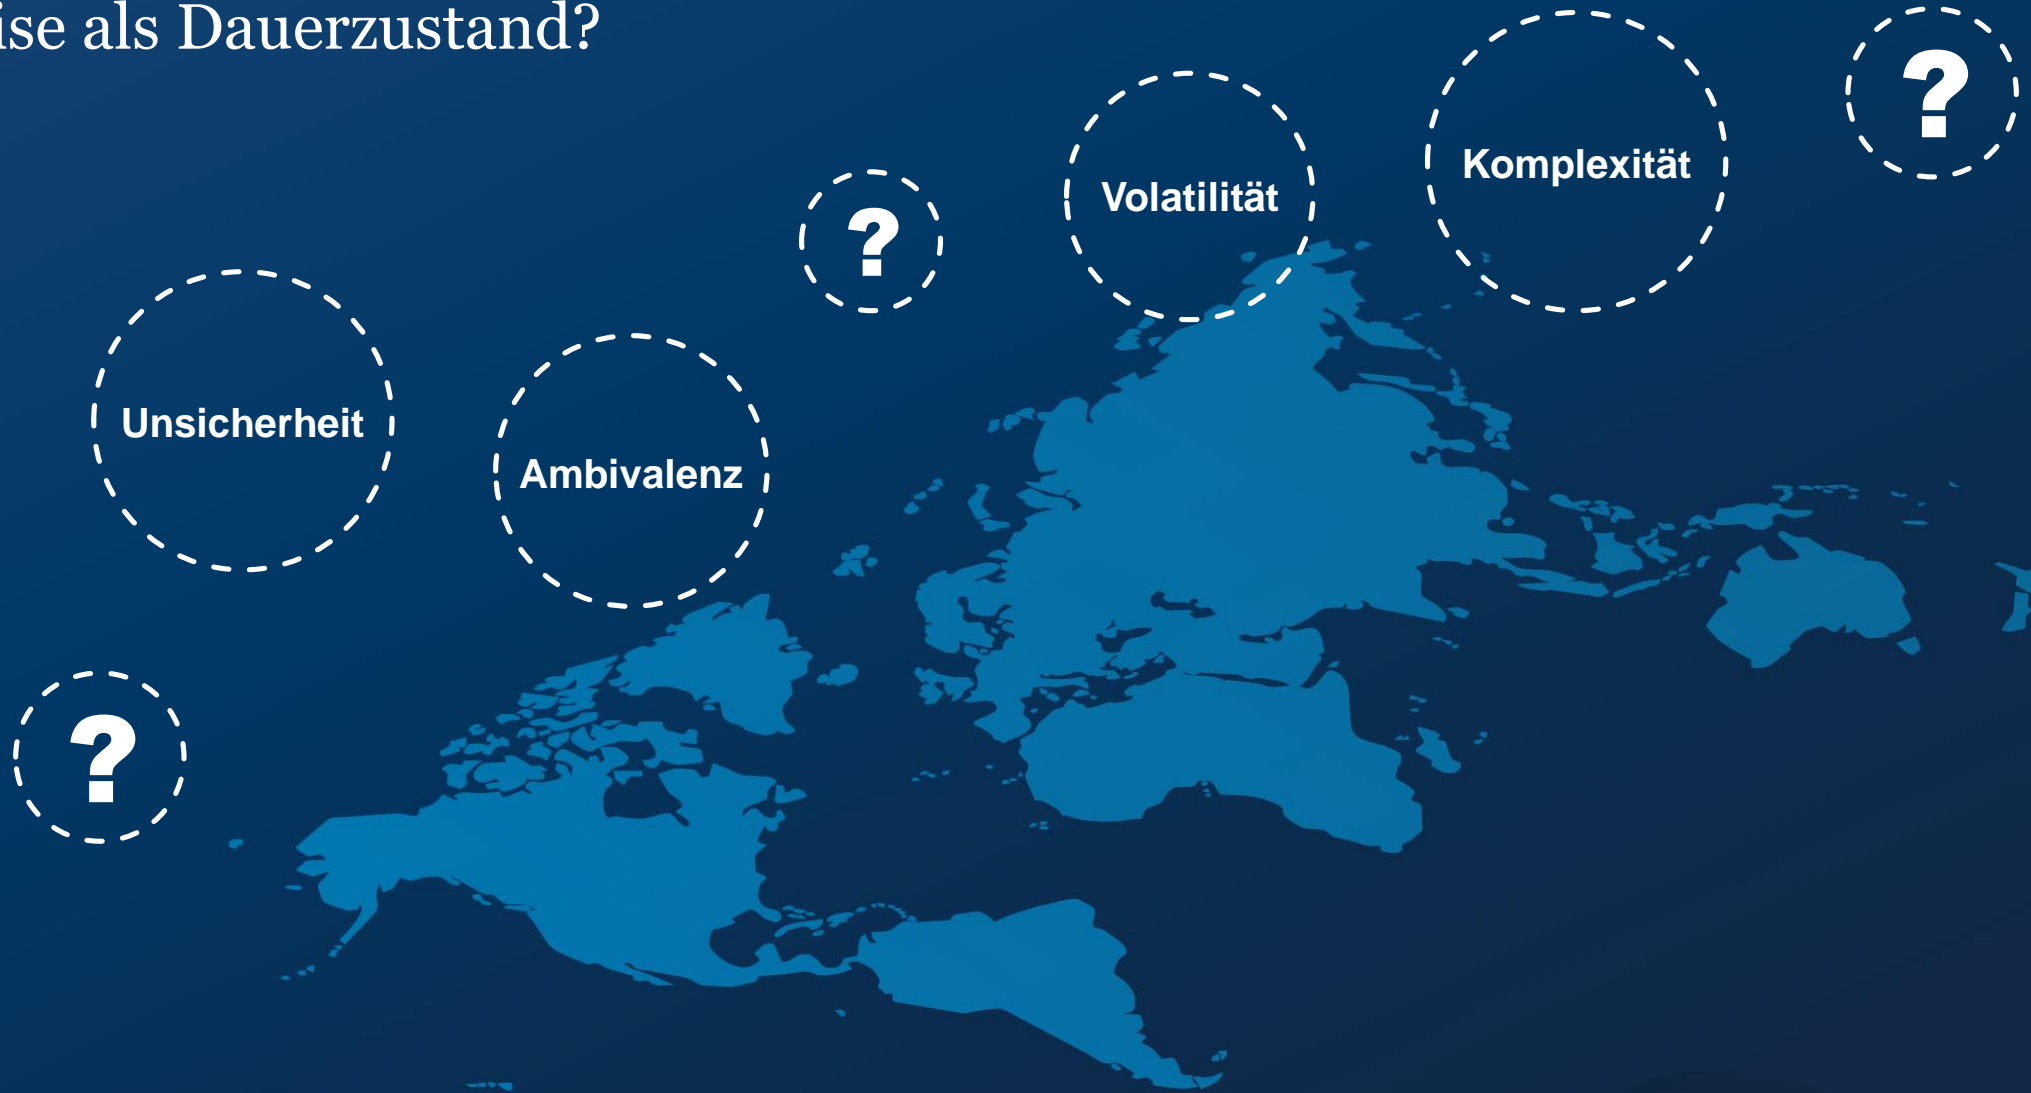 ise als Dauerzustand?
?
Komplexität
Volatilität
?
Unsicherheit
Ambivalenz
?